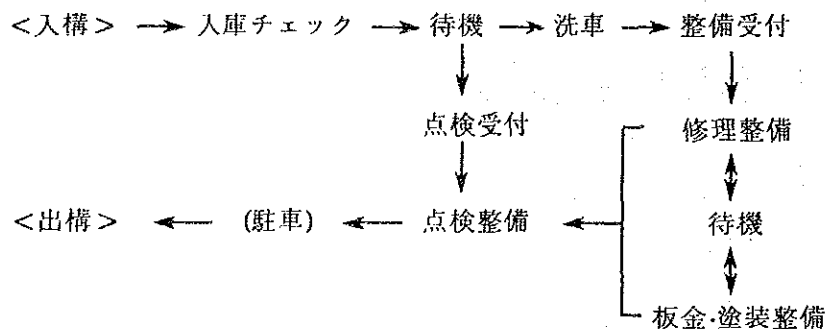 <入構> → 入庫チェック → 待機 → 洗車 → 整備受付
点検受付
修理整備
<出構> ← (駐車) ← 点検整備 ← 待機
板金·塗装整備